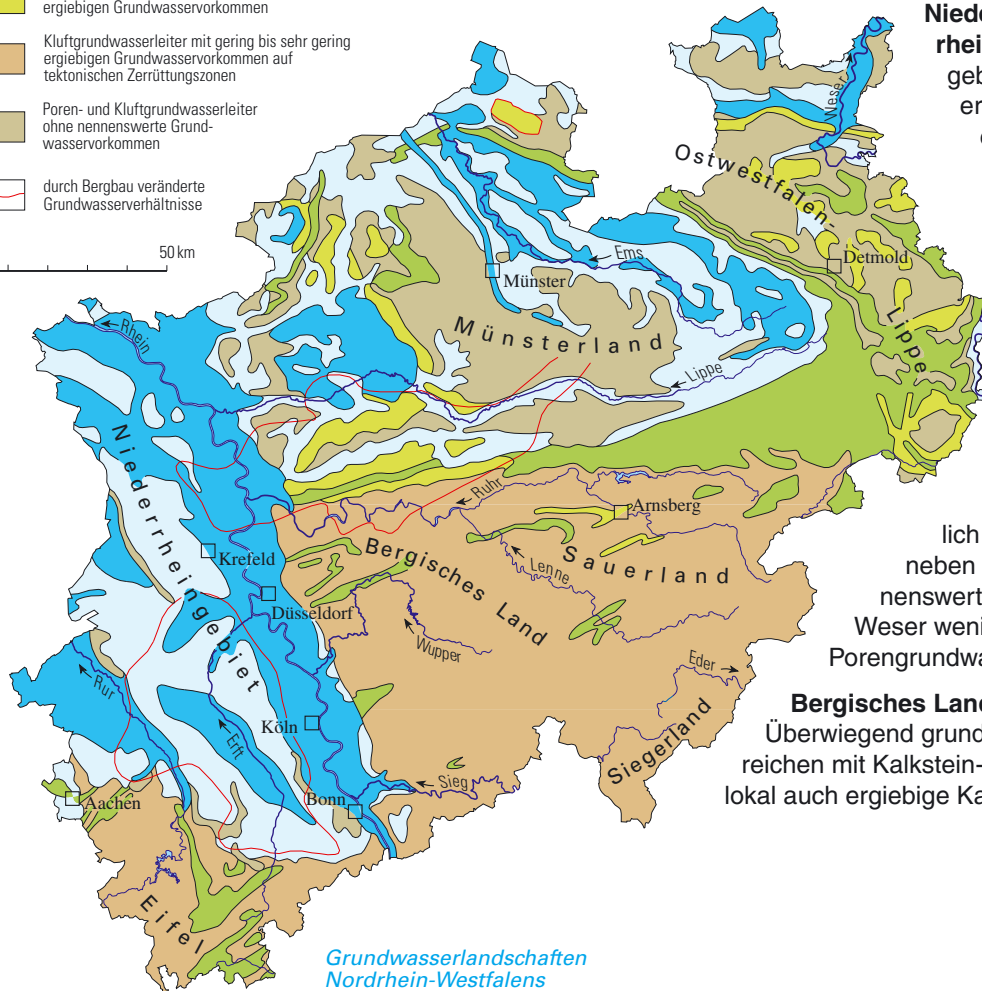 ergiebigen Grundwasservorkommen
Kluftgrundwasserleiter mit gering bis sehr gering
ergiebigen Grundwasservorkommen auf
tektonischen Zerrüttungszonen
Poren- und Kluftgrundwasserleiter
ohne nennenswerte Grund-
wasservorkommen
durch Bergbau veränderte
Grundwasserverhältnisse
50 km
Niede
rhei
geb
er
Weser
Ostwestfalen-
Lippe
Detmold
Ems
Münster
Münsterland
Lippe
Rhein
Niederrheingebiet
Ruhr
Arnsberg
Sauerland
Lenne
Bergisches Land
Krefeld
Düsseldorf
Wupper
Eder
Siegerland
Rur
Erft
Köln
Sieg
Bonn
Aachen
Eifel
lich
neben
nenswert
Weser weni
Porengrundwa
Bergisches Lan
Überwiegend grund
reichen mit Kalkstein-
lokal auch ergiebige Ka
Grundwasserlandschaften
Nordrhein-Westfalens